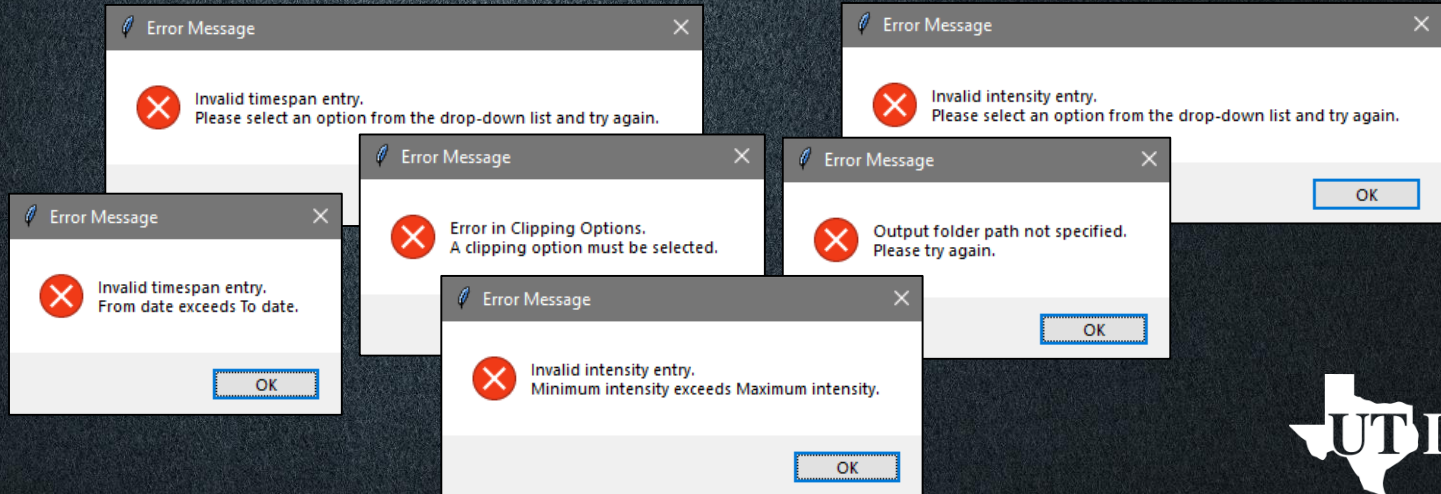 Error Message
Invalid timespan entry.
Please select an option from the drop-down list and try again.
Error Message
Invalid intensity entry.
Please select an option from the drop-down list and try again.
OK
Error Message
Error in Clipping Options.
A clipping option must be selected.
Error Message
Output folder path not specified.
Please try again.
OK
Error Message
Invalid timespan entry.
From date exceeds To date.
OK
Error Message
Invalid intensity entry.
Minimum intensity exceeds Maximum intensity.
OK
UT